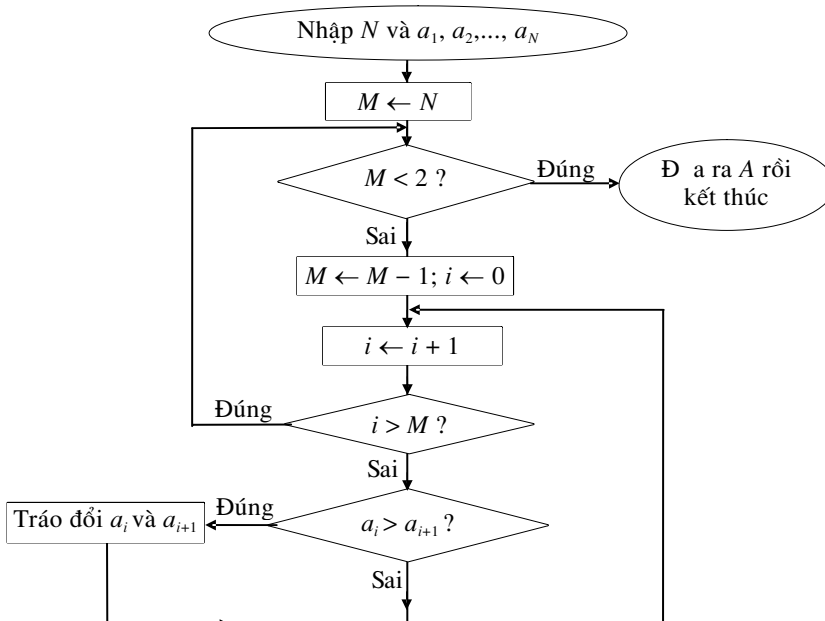 Nhập N và a₁, a₂,..., a_N
M ← N
M < 2 ?
Đúng
Đ a ra A rồi
kết thúc
Sai
M ← M − 1; i ← 0
i ← i + 1
Đúng
i > M ?
Sai
Tráo đổi aᵢ và aᵢ₊₁
Đúng
aᵢ > aᵢ₊₁ ?
Sai